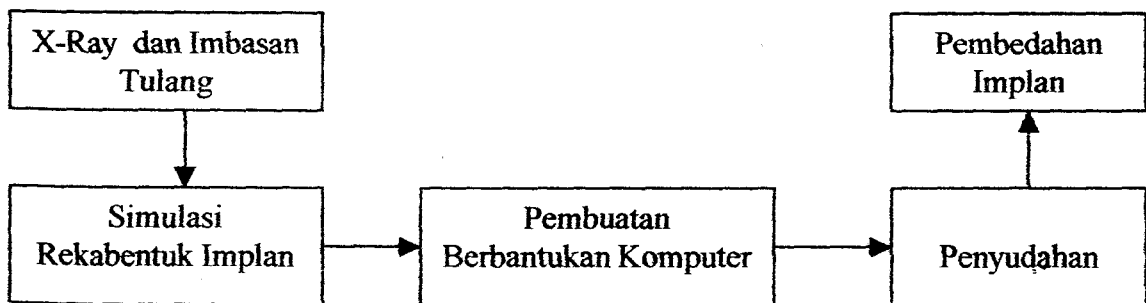 X-Ray dan Imbasan
Tulang
Pembedahan
Implan
Simulasi
Rekabentuk Implan
Pembuatan
Berbantukan Komputer
Penyudahan